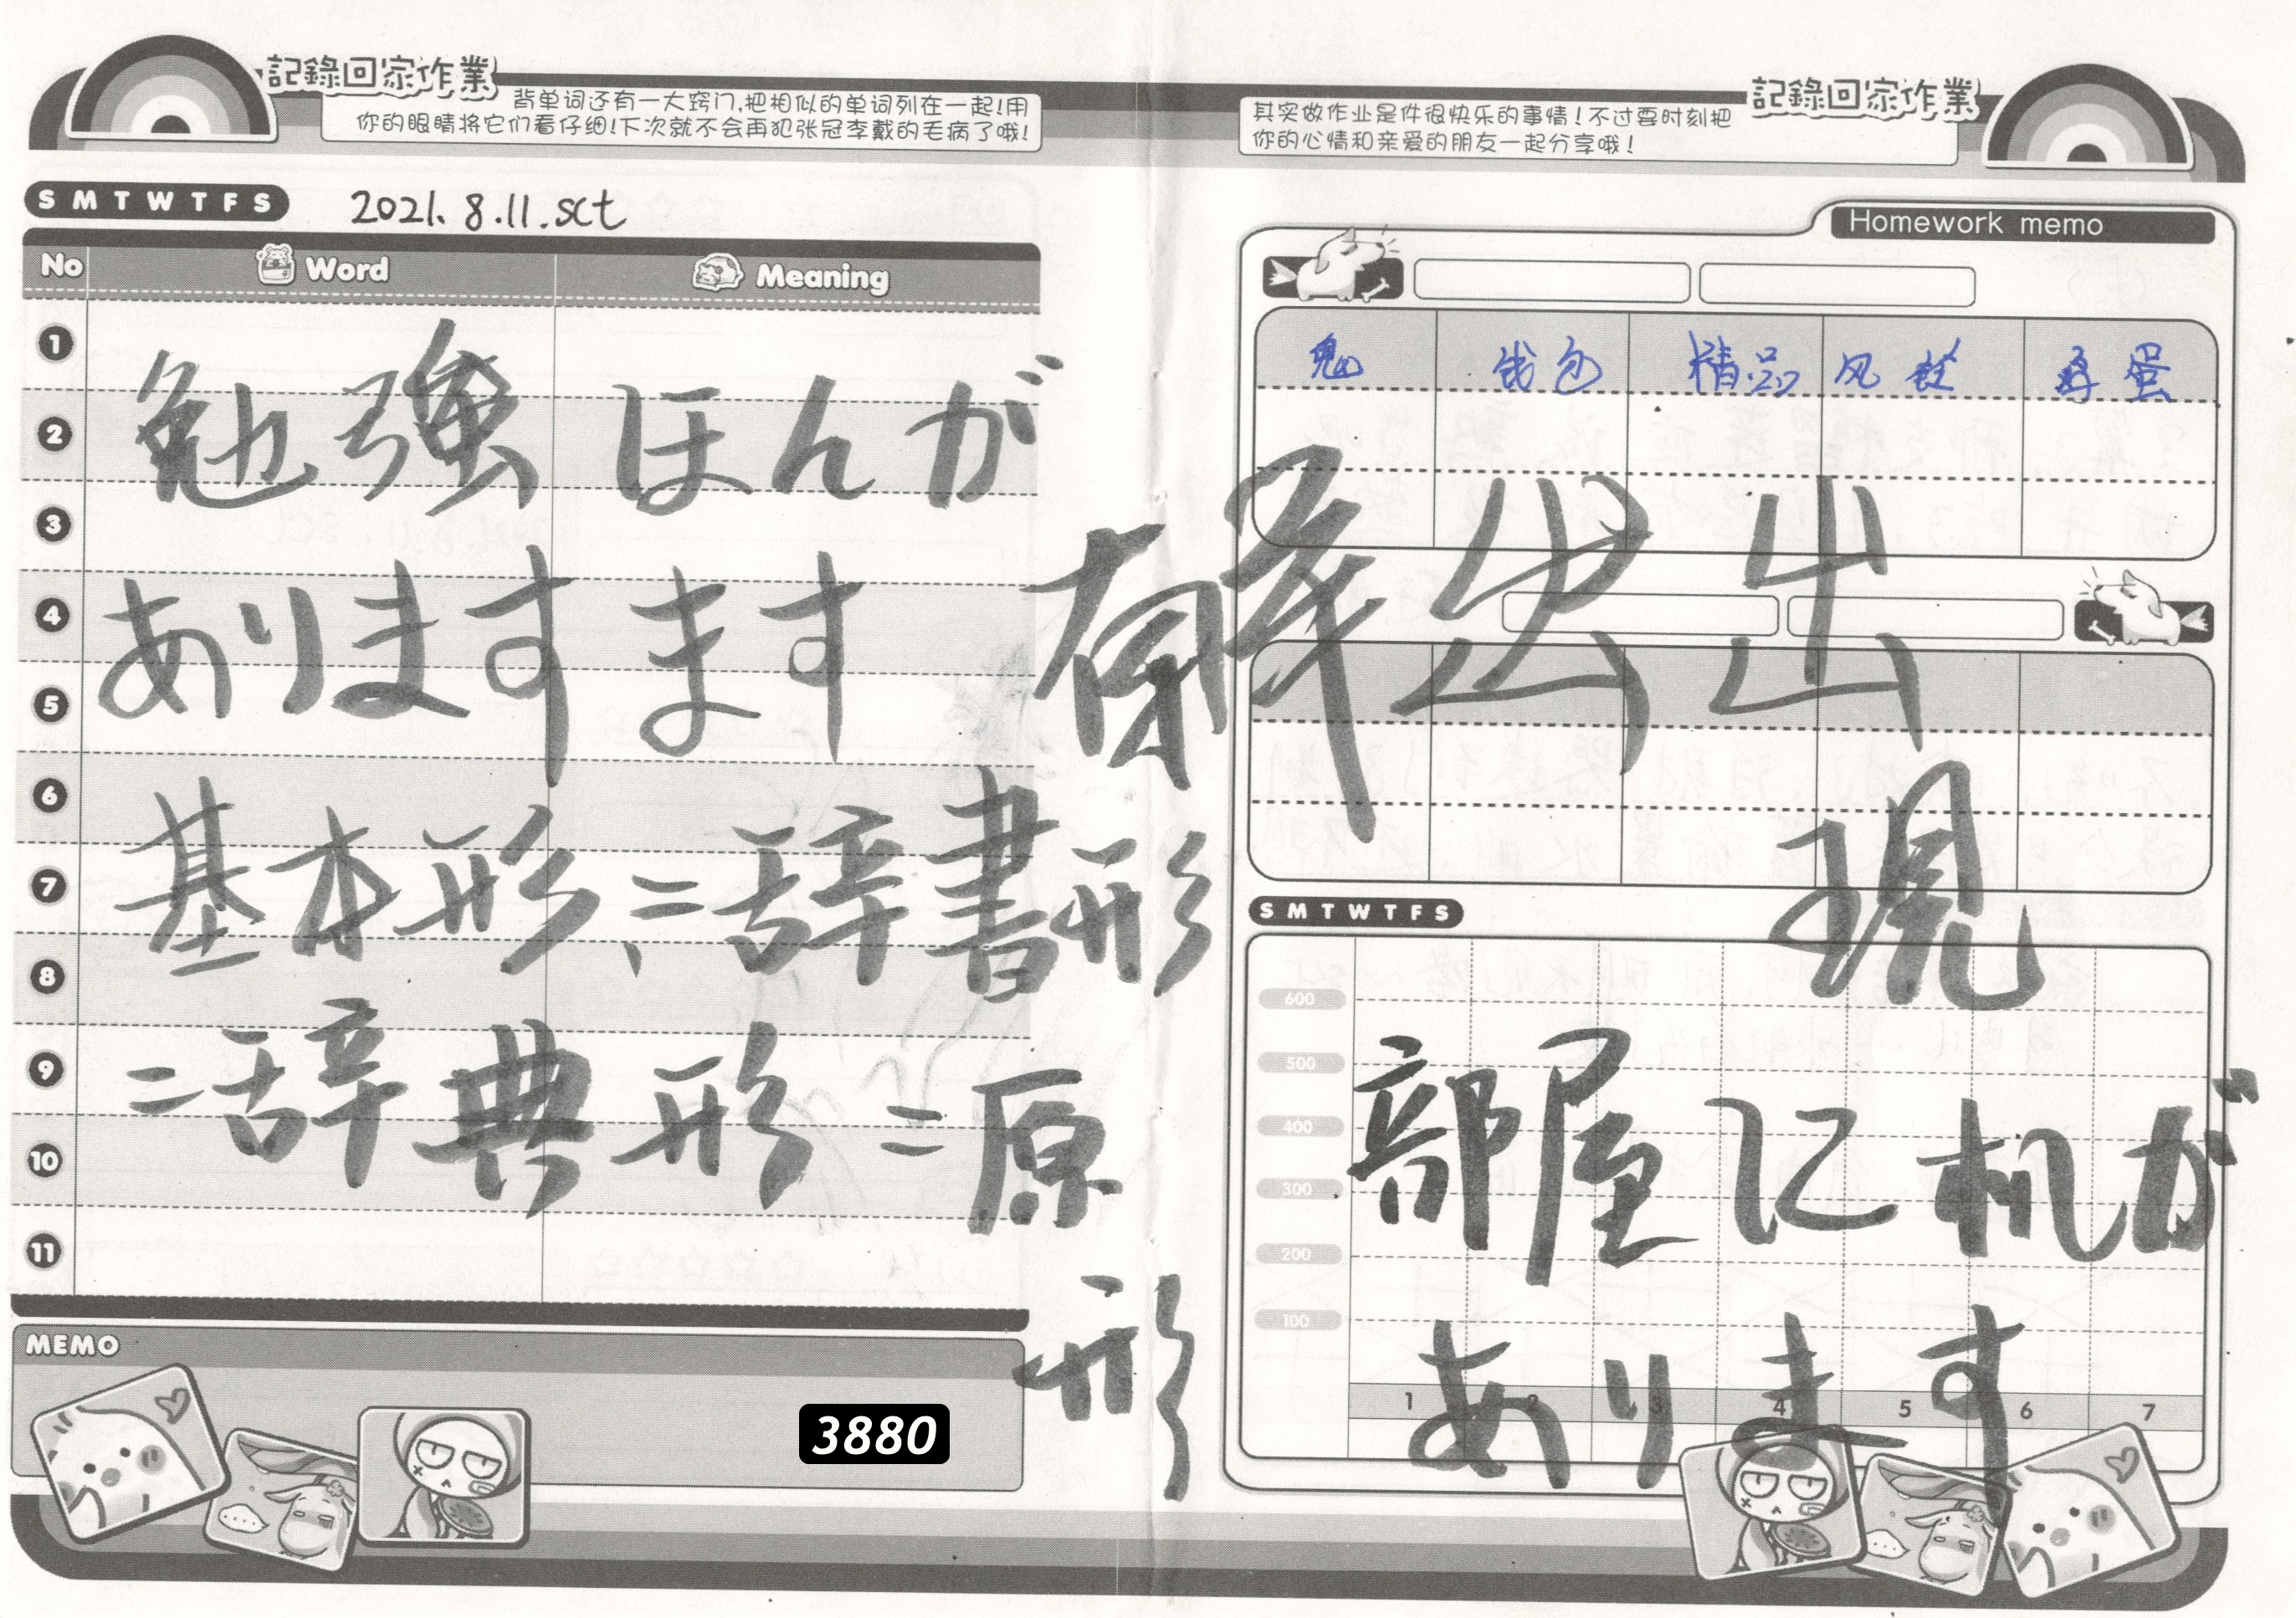 記錄回家作業
背单词还有一大窍门,把相似的单词列在一起!用
你的眼睛将它们看仔细!下次就不会再犯张冠李戴的毛病了哦!
S M T W T F S
2021.8.11.sct
No Word Meaning
1
2
3
4
5
6
7
8
9
10
11
勉強ほんが
ありますます
基本形、=辞書形
=辞典形=原
形
MEMO
3880
記錄回家作業
其实做作业是件很快乐的事情!不过要时刻把
你的心情和亲爱的朋友一起分享哦!
Homework memo
鬼 钱包 精品 风铃 蛋
出
現
S M T W T F S
600
500
400
300
200
100
部屋に机が
あります
1 2 3 4 5 6 7